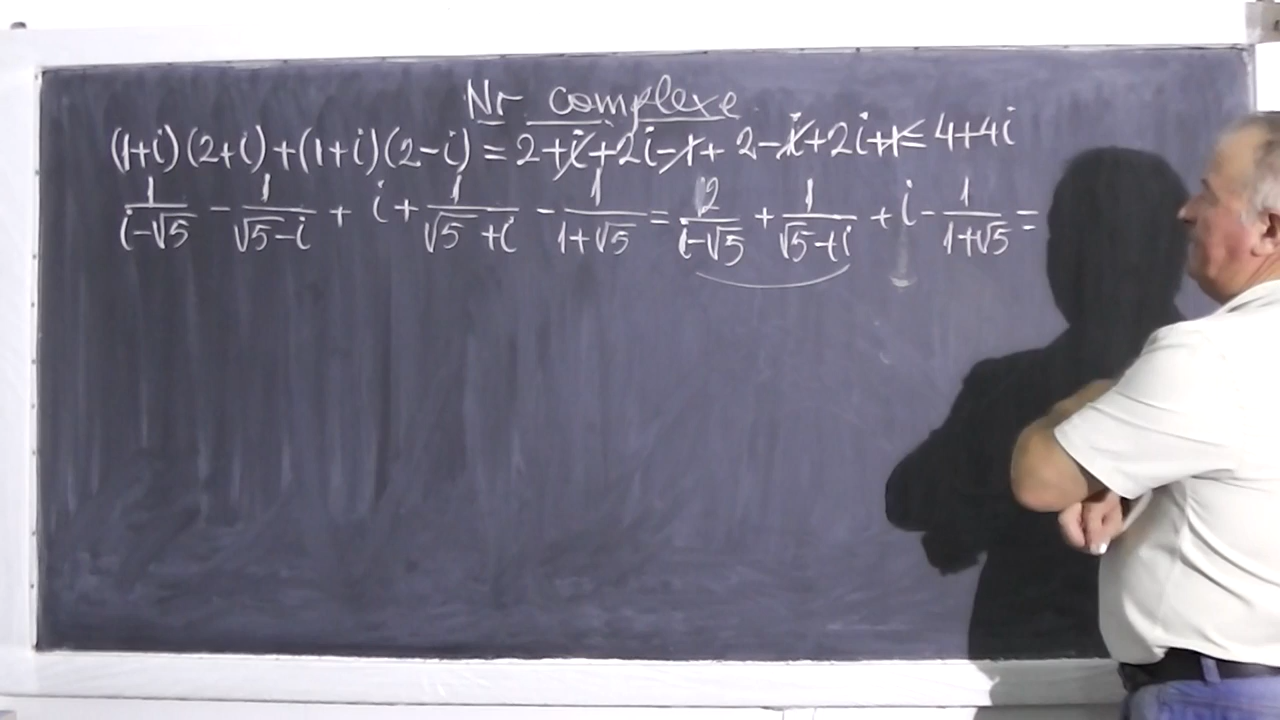 Nr complexe
(1+i)(2+i)+(1+i)(2-i)=2+i+2i-1+2-i+2i+1=4+4i
1/(i-√5) - 1/(√5-i) + i + 1/(√5+i) - 1/(1+√5) = 2/(i-√5) + 1/(√5+i) + i - 1/(1+√5) =